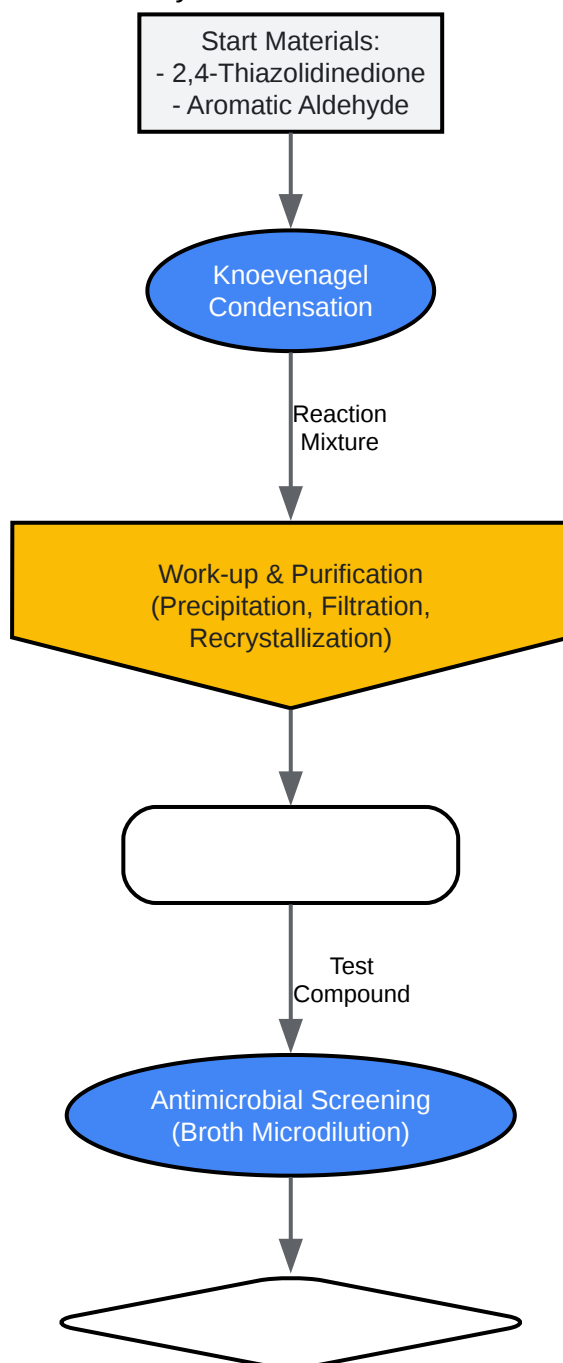 Start Materials:
- 2,4-Thiazolidinedione
- Aromatic Aldehyde
Knoevenagel
Condensation
Reaction
Mixture
Work-up & Purification
(Precipitation, Filtration,
Recrystallization)
Test
Compound
Antimicrobial Screening
(Broth Microdilution)